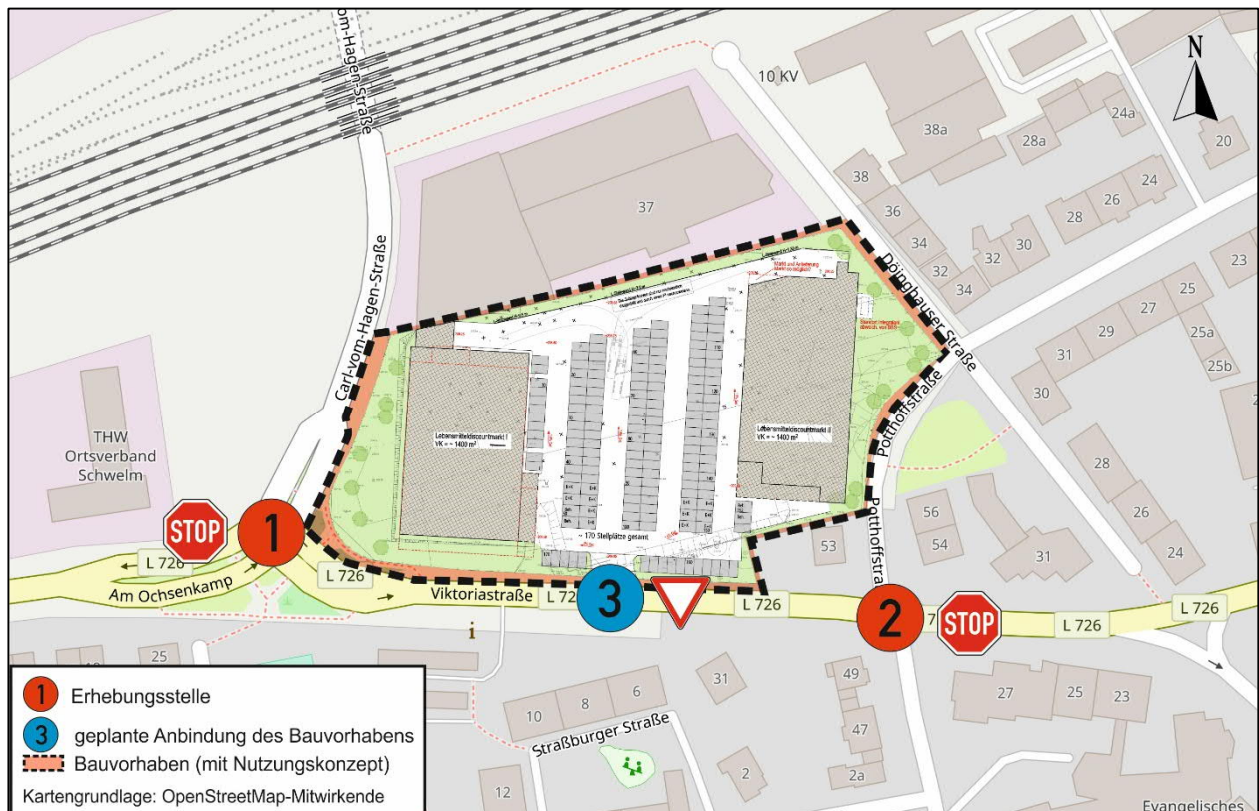 N
10 KV
om-Hagen-Straße
Carl-vom-Hagen-Straße
38a
28a
24a
20
38
36
34
32
34
32
30
28
26
24
37
Döinghauser Straße
31
29
27
25
25a
25b
30
Potthoffstraße
Potthoffstraß
THW
Ortsverband
Schwelm
Lebensmitteldiscountmarkt I
VK = ~ 1400 m²
Lebensmitteldiscountmarkt II
VK = ~ 1400 m²
~ 170 Stellplätze gesamt
28
26
24
56
54
53
31
STOP
1
L 726
Am Ochsenkamp
L 726
Viktoriastraße
L 72
3
L 726
2
7
STOP
L 726
L 726
i
25
10
8
6
31
49
47
2a
2
27
25
23
Straßburger Straße
12
Evangelisches
1 Erhebungsstelle
3 geplante Anbindung des Bauvorhabens
Bauvorhaben (mit Nutzungskonzept)
Kartengrundlage: OpenStreetMap-Mitwirkende